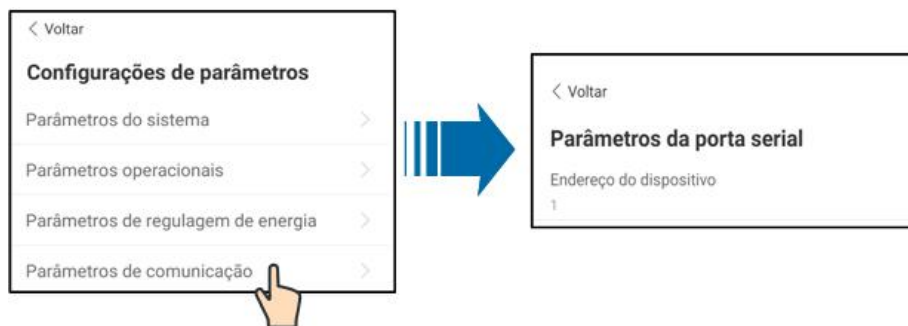 < Voltar
Configurações de parâmetros
Parâmetros do sistema
Parâmetros operacionais
Parâmetros de regulagem de energia
Parâmetros de comunicação
< Voltar
Parâmetros da porta serial
Endereço do dispositivo
1